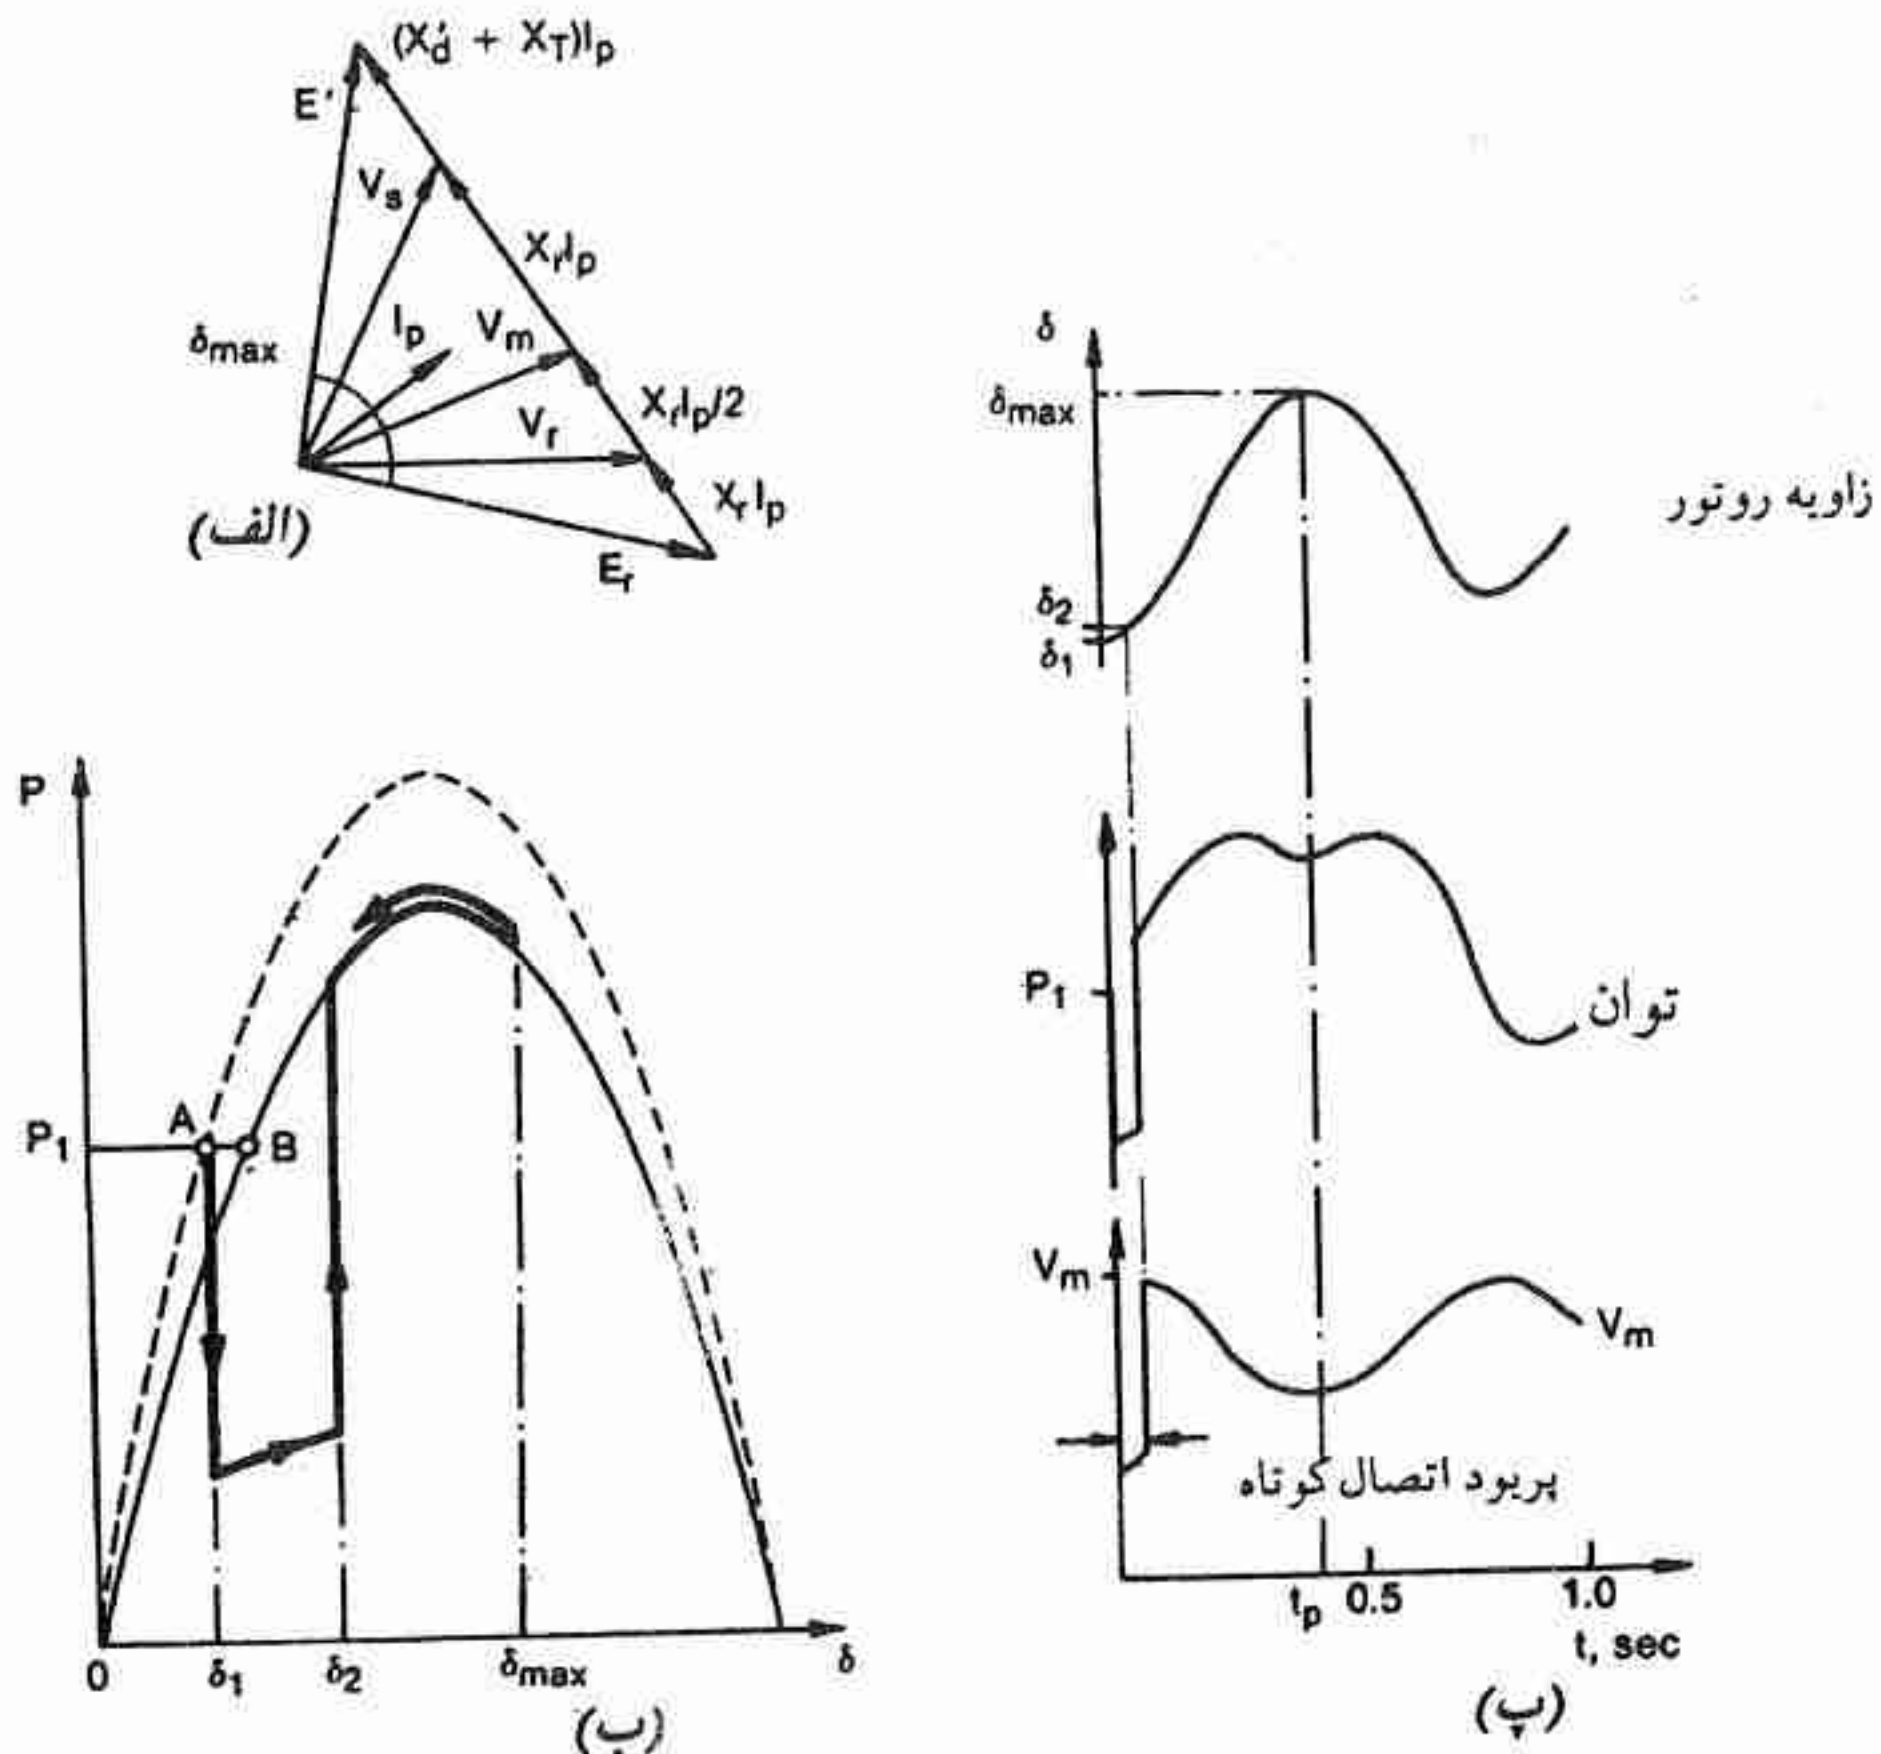 (X'd + XT)Ip
E'
Vs
XrIp
δmax
Ip
Vm
XrIp/2
Vr
XrIp
Er
(الف)
P
P1
A
B
0
δ1
δ2
δmax
δ
(ب)
δ
δmax
زاویه روتور
δ2
δ1
P1
توان
Vm
Vm
پریود اتصال کوتاه
tp
0.5
1.0
t, sec
(پ)